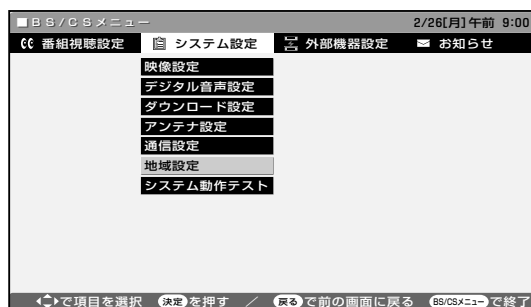 ■BS/CSメニュー 2/26[月]午前 9:00
番組視聴設定 システム設定 外部機器設定 お知らせ
映像設定
デジタル音声設定
ダウンロード設定
アンテナ設定
通信設定
地域設定
システム動作テスト
で項目を選択 決定を押す / 戻るで前の画面に戻る BS/CSメニューで終了